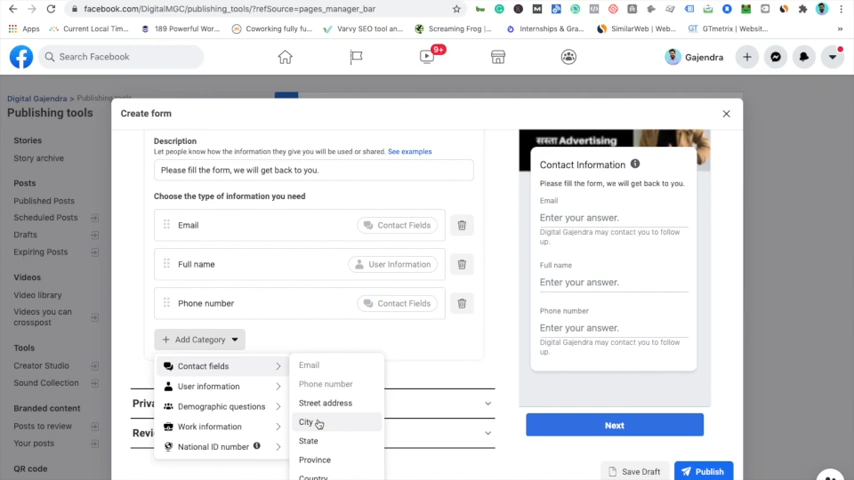 facebook.com/DigitalMGC/publishing_tools/?refSource=pages_manager_bar
Apps
Current Local Tim...
189 Powerful Wor...
Coworking fully fur...
Varvy SEO tool an...
Screaming Frog...
Internships & Gra...
SimilarWeb | Web...
GTmetrix | Websit...
Search Facebook
9+
Gajendra
Digital Gajendra > Publishing tools
Publishing tools
Stories
Story archive
Posts
Published Posts
Scheduled Posts
Drafts
Expiring Posts
Videos
Video library
Videos you can
crosspost
Tools
Creator Studio
Sound Collection
Branded content
Posts to review
Your posts
QR code
Create form
Description
Let people know how the information they give you will be used or shared. See examples
Please fill the form, we will get back to you.
Choose the type of information you need
Email
Contact Fields
Full name
User Information
Phone number
Contact Fields
+ Add Category
Contact fields
User information
Demographic questions
Work information
National ID number
Email
Phone number
Street address
City
State
Province
Country
सस्ता Advertising
Contact Information
Please fill the form, we will get back to you.
Email
Enter your answer.
Digital Gajendra may contact you to follow
up.
Full name
Enter your answer.
Phone number
Enter your answer.
Digital Gajendra may contact you to follow
up.
Next
Save Draft
Publish